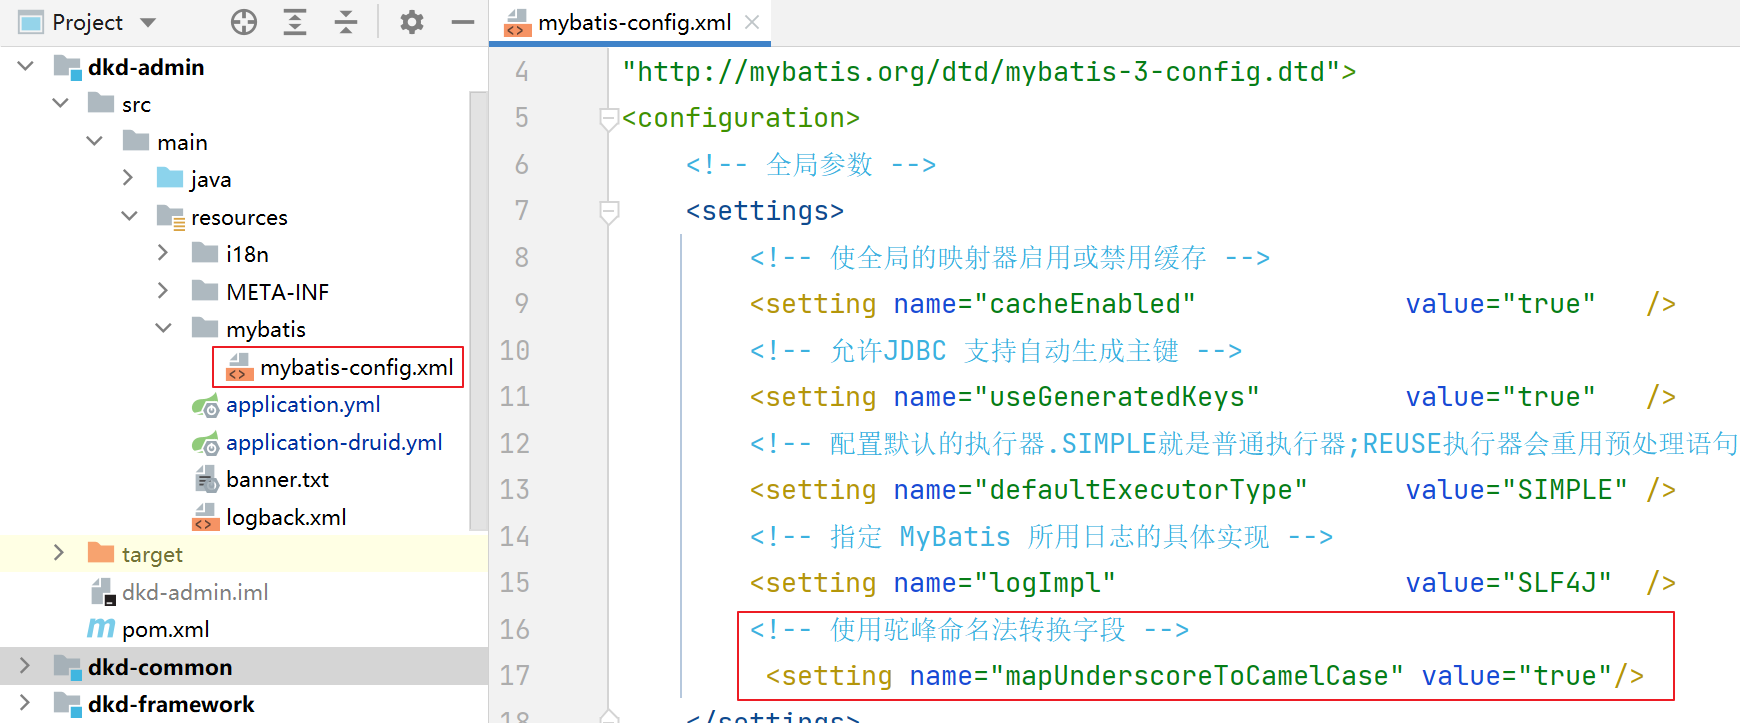 Project
dkd-admin
src
main
java
resources
i18n
META-INF
mybatis
mybatis-config.xml
application.yml
application-druid.yml
banner.txt
logback.xml
target
dkd-admin.iml
pom.xml
dkd-common
dkd-framework
mybatis-config.xml
4 "http://mybatis.org/dtd/mybatis-3-config.dtd">
5 <configuration>
6 <!-- 全局参数 -->
7 <settings>
8 <!-- 使全局的映射器启用或禁用缓存 -->
9 <setting name="cacheEnabled" value="true" />
10 <!-- 允许JDBC 支持自动生成主键 -->
11 <setting name="useGeneratedKeys" value="true" />
12 <!-- 配置默认的执行器.SIMPLE就是普通执行器;REUSE执行器会重用预处理语句
13 <setting name="defaultExecutorType" value="SIMPLE" />
14 <!-- 指定 MyBatis 所用日志的具体实现 -->
15 <setting name="logImpl" value="SLF4J" />
16 <!-- 使用驼峰命名法转换字段 -->
17 <setting name="mapUnderscoreToCamelCase" value="true"/>
18 </settings>